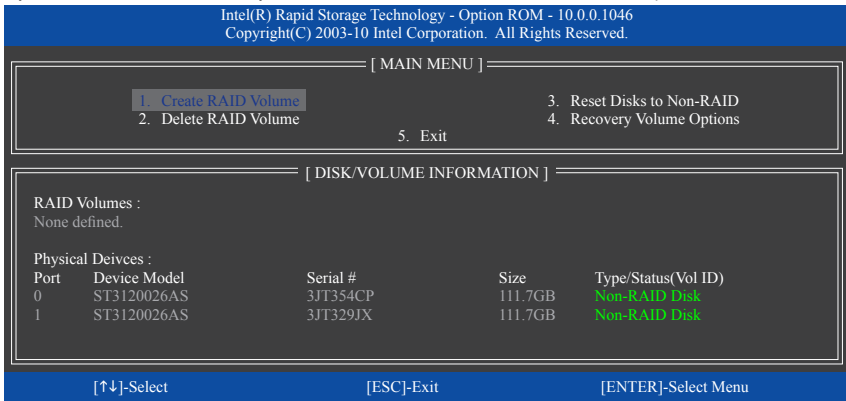 Intel(R) Rapid Storage Technology - Option ROM - 10.0.0.1046
Copyright(C) 2003-10 Intel Corporation.  All Rights Reserved.
[ MAIN MENU ]
1.  Create RAID Volume
3.  Reset Disks to Non-RAID
2.  Delete RAID Volume
4.  Recovery Volume Options
5.  Exit
[ DISK/VOLUME INFORMATION ]
RAID Volumes :
None defined.
Physical Deivces :
Port Device Model Serial # Size Type/Status(Vol ID)
0 ST3120026AS 3JT354CP 111.7GB Non-RAID Disk
1 ST3120026AS 3JT329JX 111.7GB Non-RAID Disk
[↑↓]-Select [ESC]-Exit [ENTER]-Select Menu